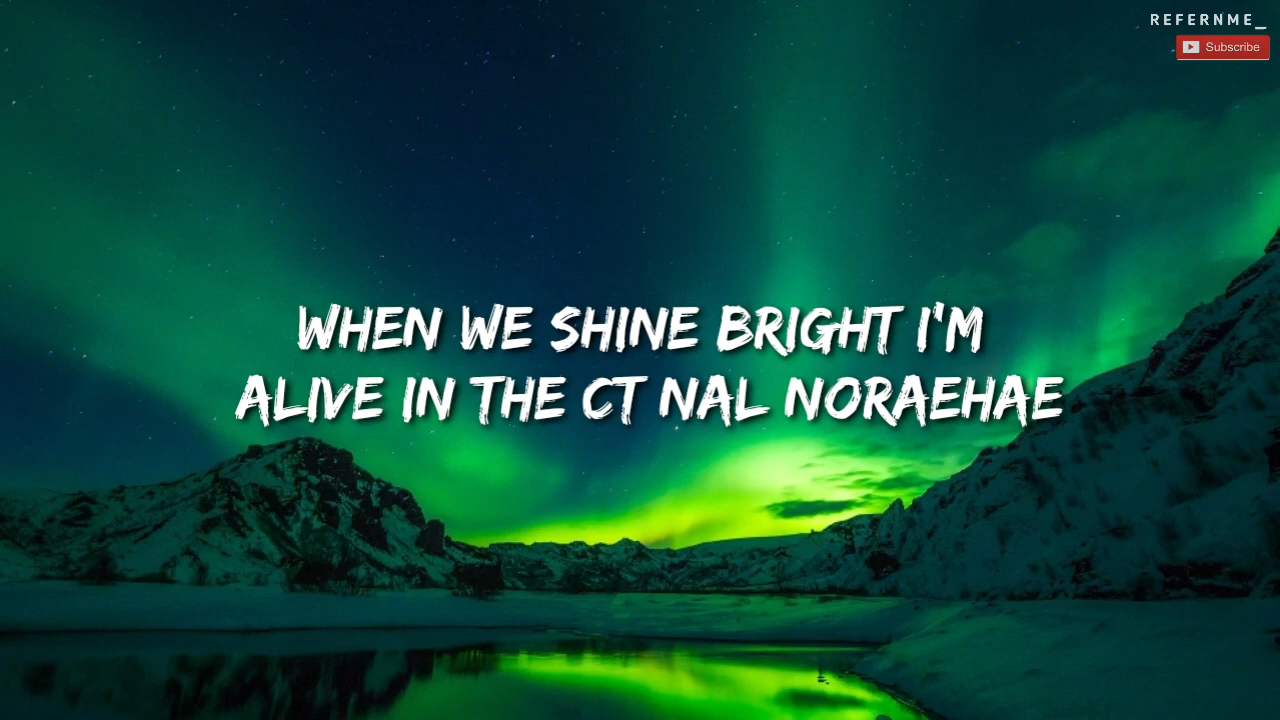 REFERNME_
Subscribe
WHEN WE SHINE BRIGHT I'M
ALIVE IN THE CT NAL NORAEHAE